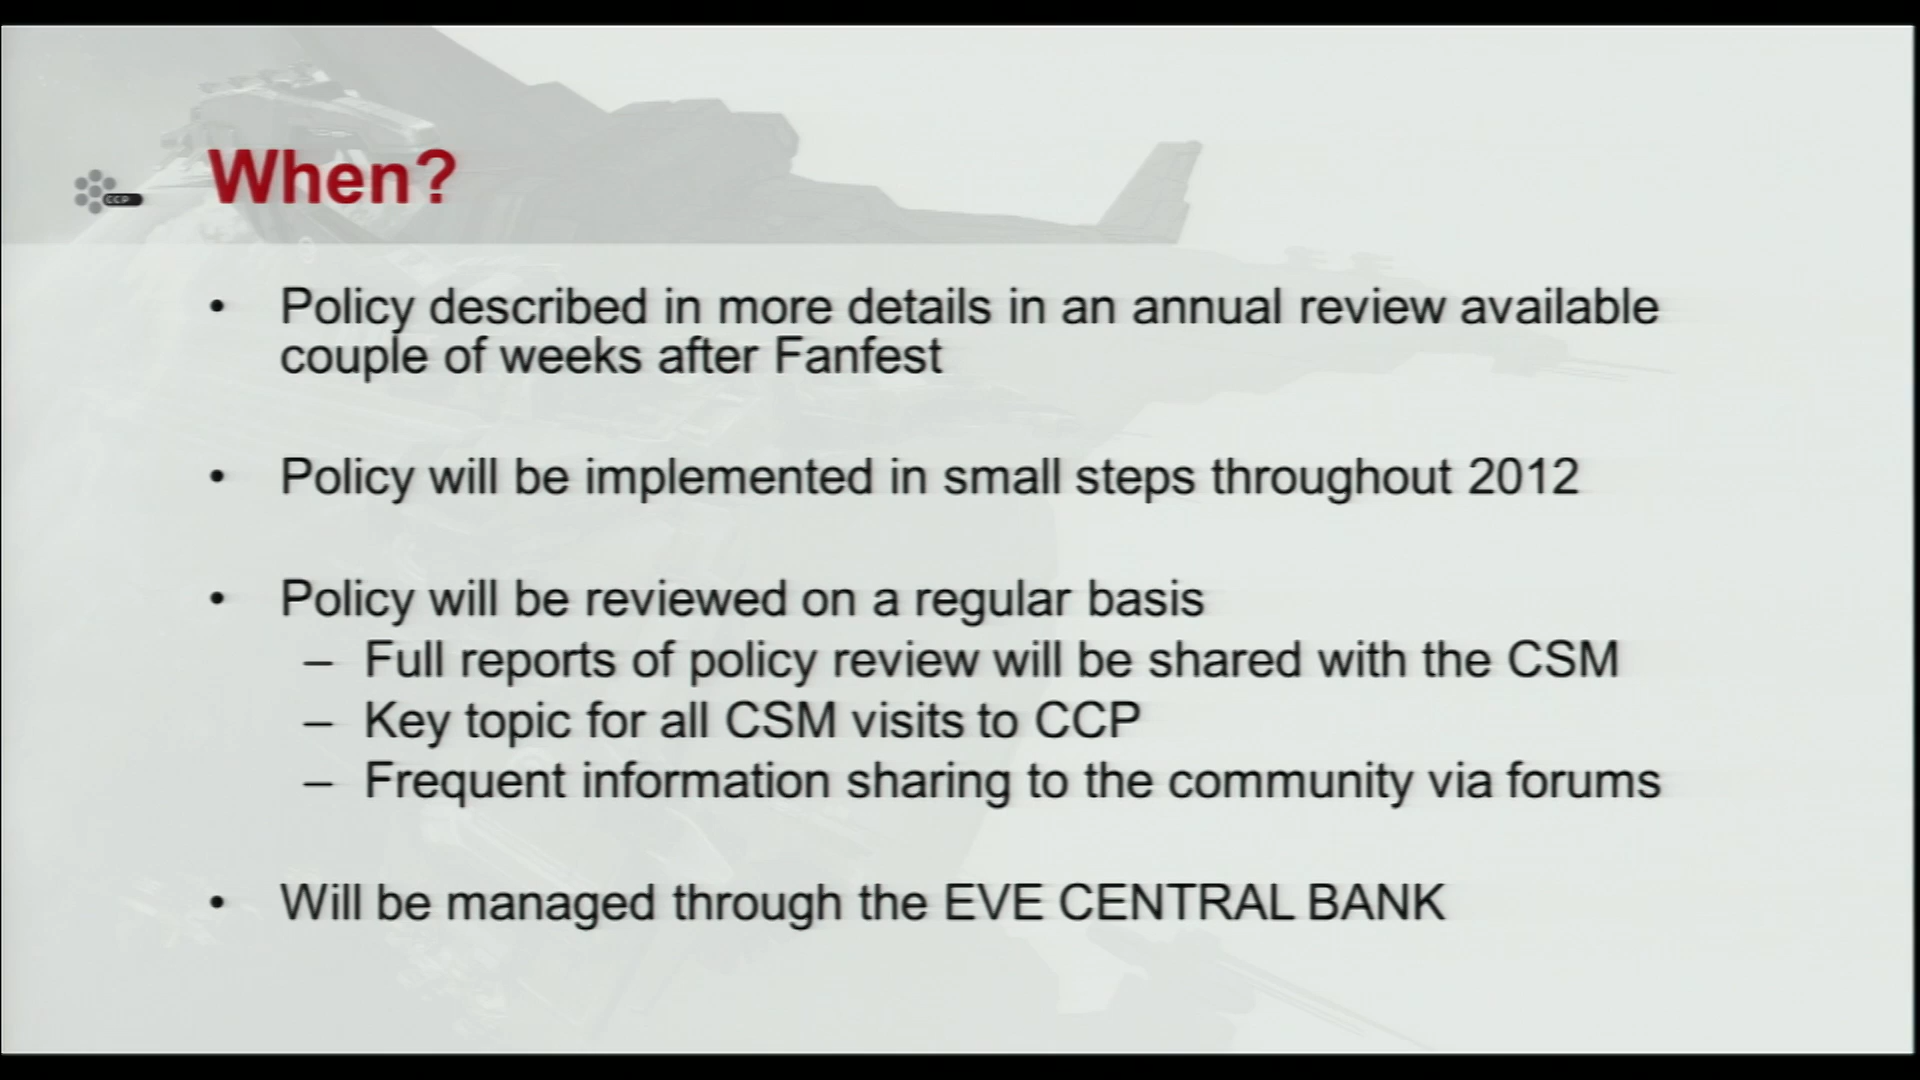 When?
CCP
• Policy described in more details in an annual review available
couple of weeks after Fanfest
• Policy will be implemented in small steps throughout 2012
• Policy will be reviewed on a regular basis
– Full reports of policy review will be shared with the CSM
– Key topic for all CSM visits to CCP
– Frequent information sharing to the community via forums
• Will be managed through the EVE CENTRAL BANK